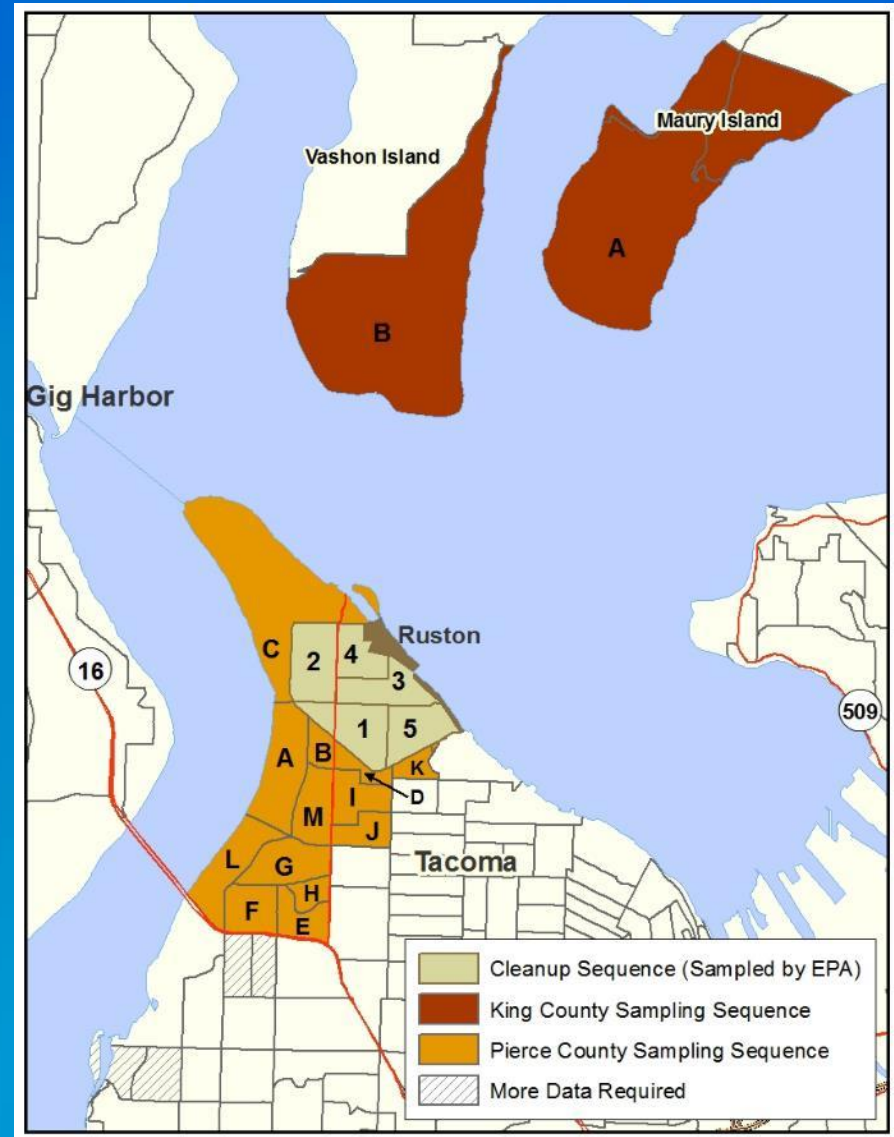 Vashon Island
Maury Island
A
B
Gig Harbor
Ruston
C
2
4
3
16
509
1
5
A
B
K
D
I
M
J
Tacoma
L
G
H
F
E
Cleanup Sequence (Sampled by EPA)
King County Sampling Sequence
Pierce County Sampling Sequence
More Data Required